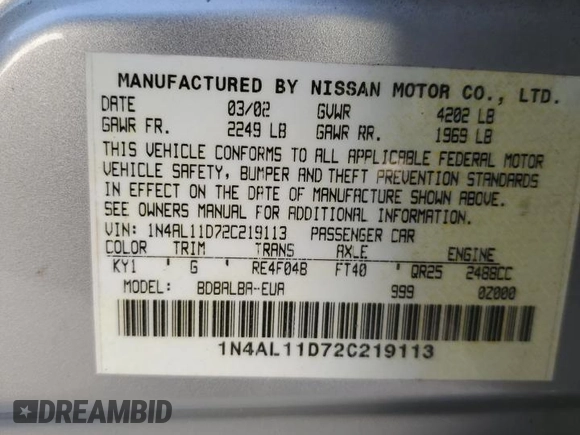 MANUFACTURED BY NISSAN MOTOR CO., LTD.
DATE 03/02 GVWR 4202 LB
GAWR FR. 2249 LB GAWR RR. 1969 LB
THIS VEHICLE CONFORMS TO ALL APPLICABLE FEDERAL MOTOR
VEHICLE SAFETY, BUMPER AND THEFT PREVENTION STANDARDS
IN EFFECT ON THE DATE OF MANUFACTURE SHOWN ABOVE.
SEE OWNERS MANUAL FOR ADDITIONAL INFORMATION.
VIN: 1N4AL11D72C219113 PASSENGER CAR
COLOR TRIM TRANS AXLE ENGINE
KY1 ' G ' RE4F04B FT40 ' QR25 2488CC
MODEL: BDBALBA-EUA 999 0Z000
1N4AL11D72C219113
DREAMBID